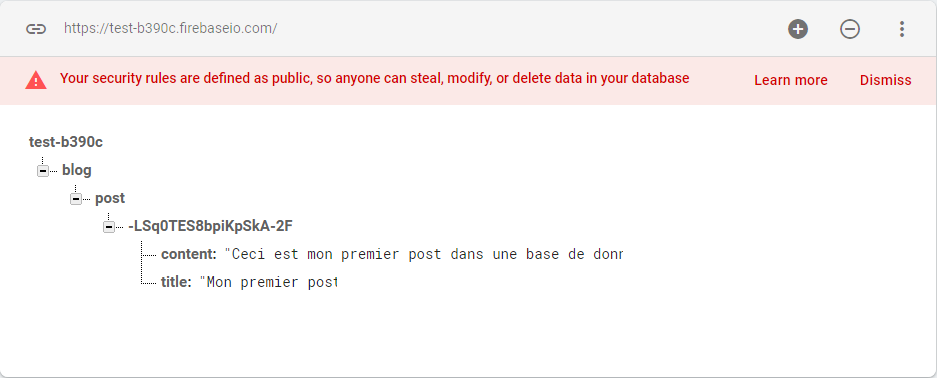 https://test-b390c.firebaseio.com/
Your security rules are defined as public, so anyone can steal, modify, or delete data in your database Learn more Dismiss
test-b390c
blog
post
-LSq0TES8bpiKpSkA-2F
content: "Ceci est mon premier post dans une base de donn
title: "Mon premier post